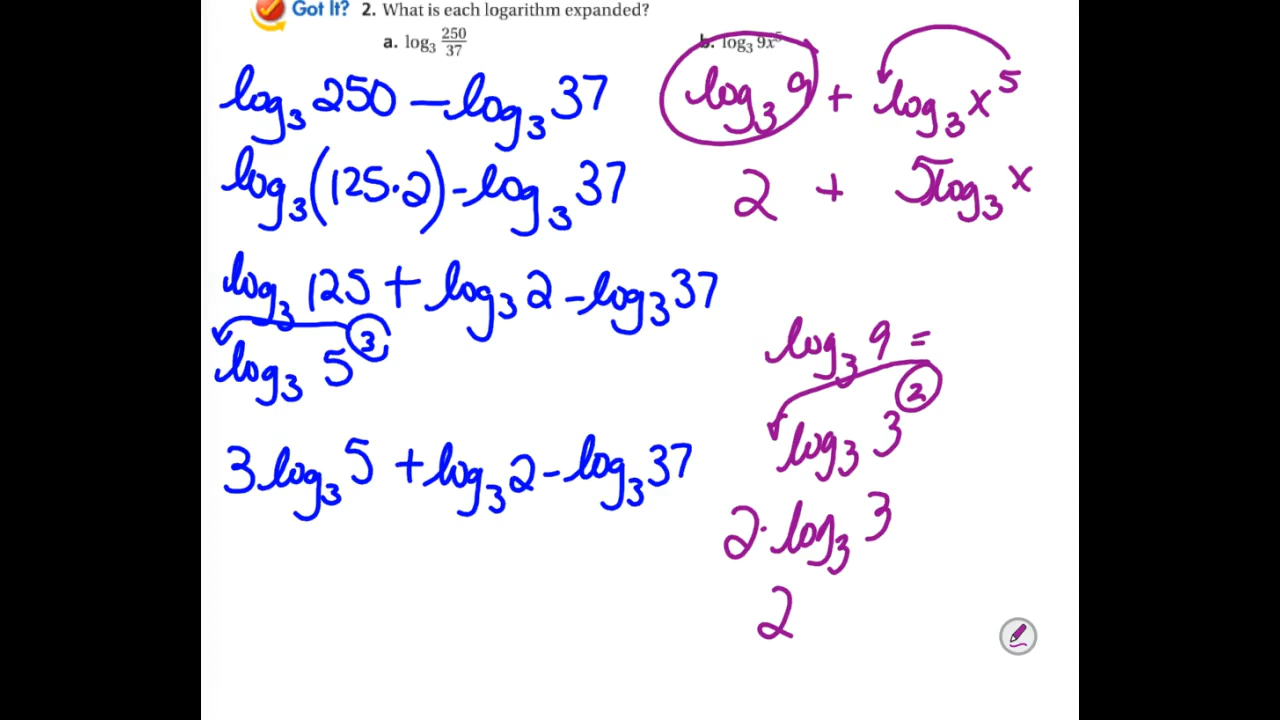 Got It? 2. What is each logarithm expanded?
a. log₃ 250/37
b. log₃ 9x⁵
log₃ 250 − log₃ 37
log₃(125·2) − log₃ 37
log₃ 125 + log₃ 2 − log₃ 37
log₃ 5³
3 log₃ 5 + log₃ 2 − log₃ 37
log₃ 9 + log₃ x⁵
2 + 5log₃ x
log₃ 9 =
log₃ 3²
2· log₃ 3
2